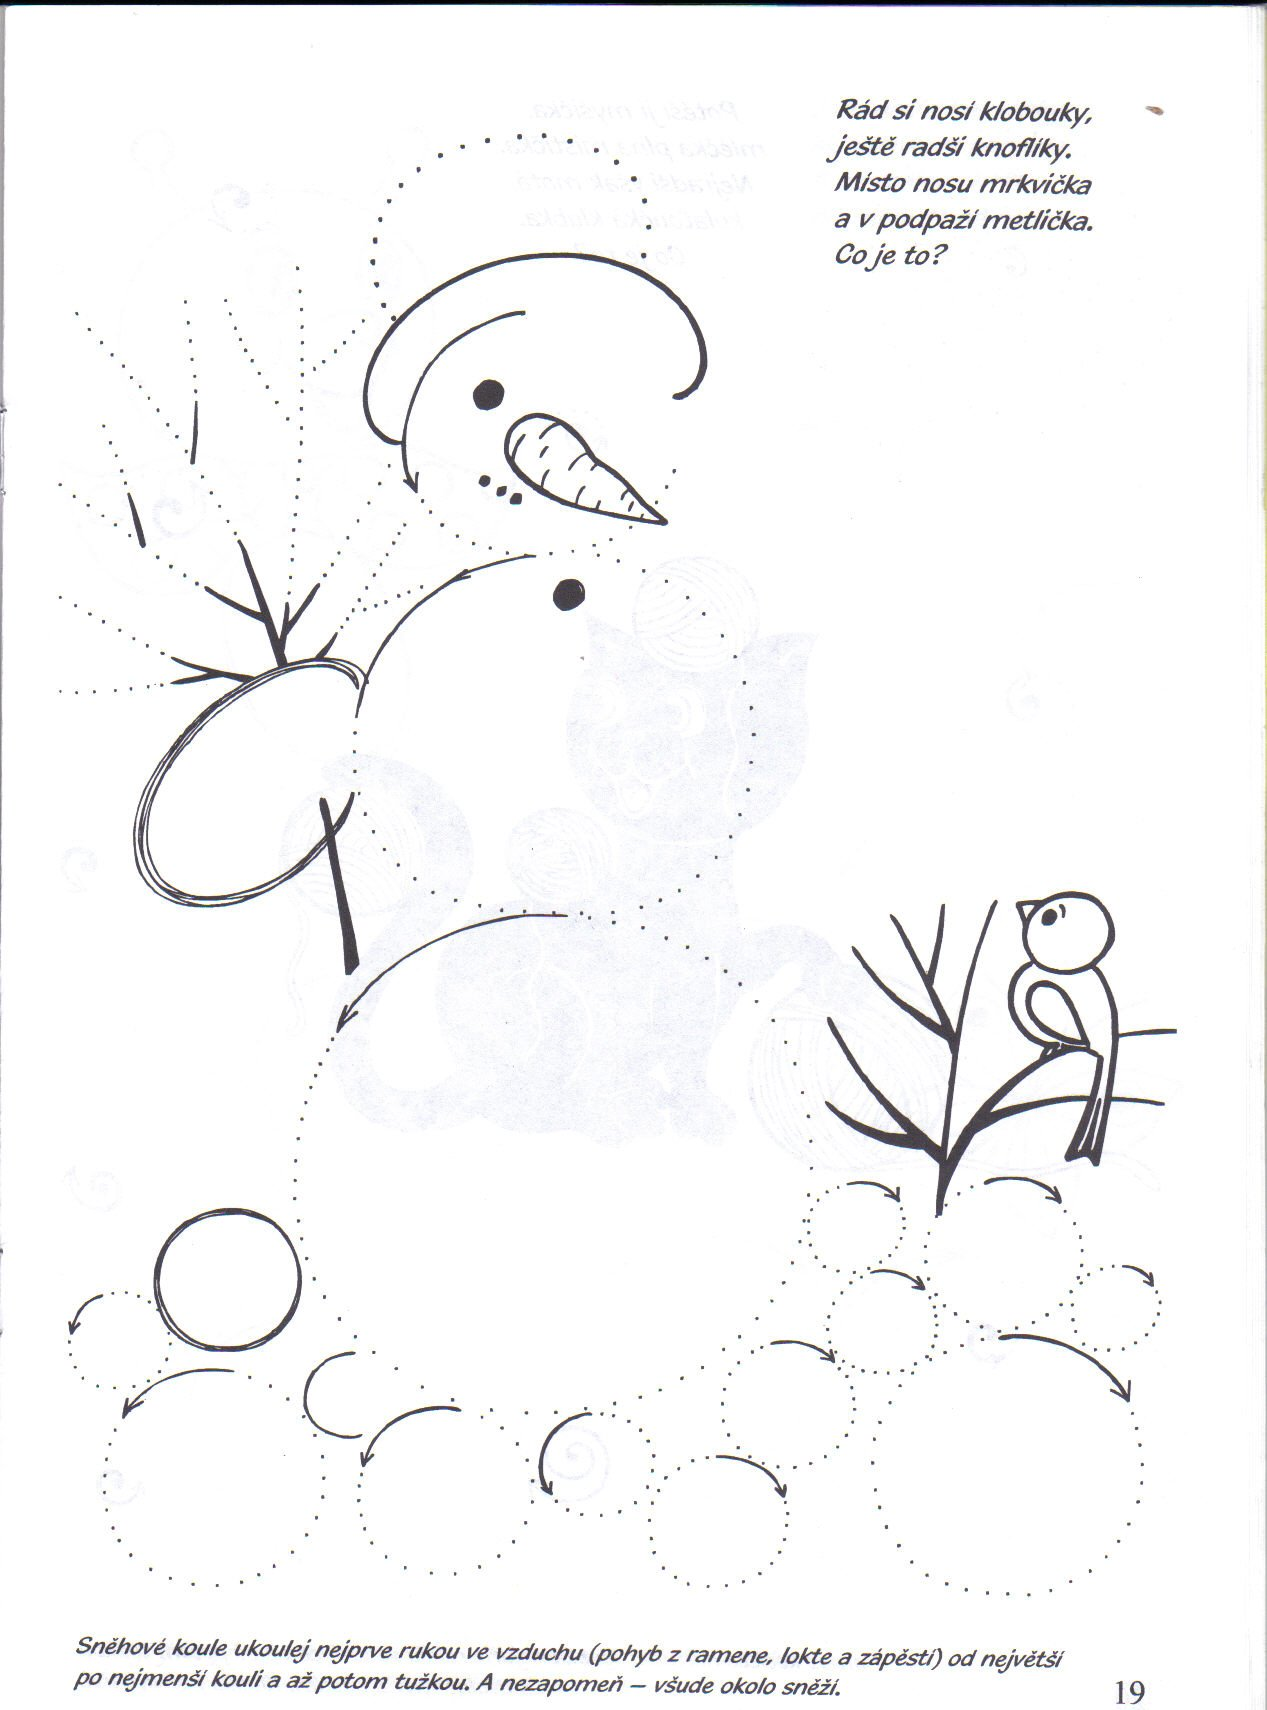 Rád si nosí klobouky,
ještě radši knoflíky.
Místo nosu mrkvička
a v podpaží metlička.
Co je to?
Sněhové koule ukoulej nejprve rukou ve vzduchu (pohyb z ramene, lokte a zápěstí) od největší
po nejmenší kouli a až potom tužkou. A nezapomeň – všude okolo sněží.
19